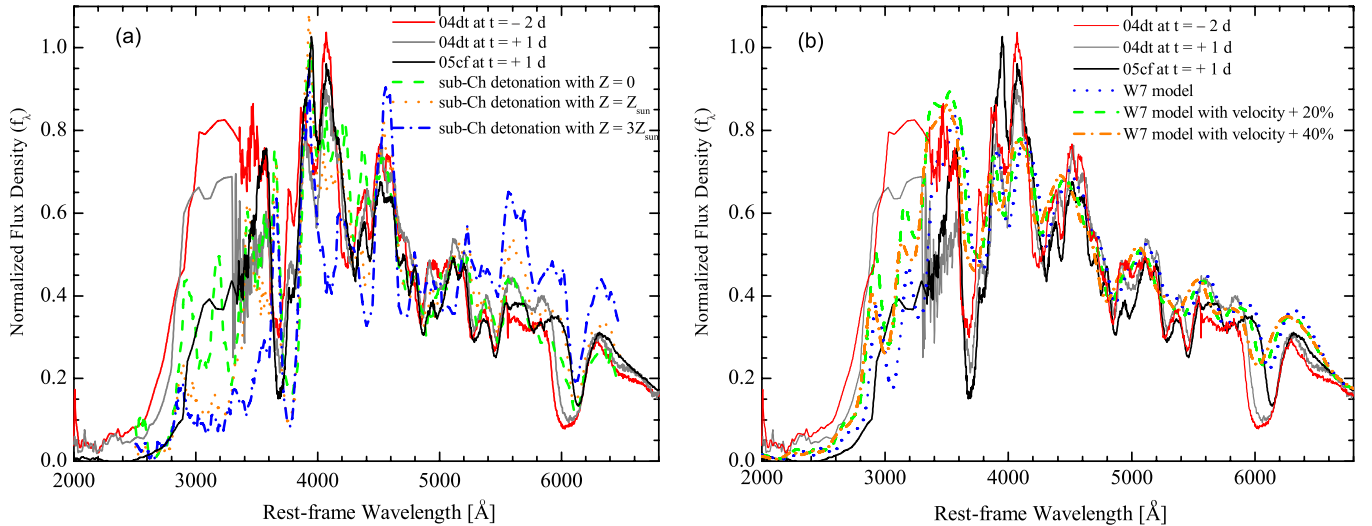 (a)
04dt at t = – 2 d
04dt at t = + 1 d
05cf at t = + 1 d
sub-Ch detonation with Z = 0
sub-Ch detonation with Z = Zsun
sub-Ch detonation with Z = 3Zsun
Normalized Flux Density (fλ)
1.0
0.8
0.6
0.4
0.2
0.0
2000 3000 4000 5000 6000
Rest-frame Wavelength [Å]
(b)
04dt at t = – 2 d
04dt at t = + 1 d
05cf at t = + 1 d
W7 model
W7 model with velocity + 20%
W7 model with velocity + 40%
Normalized Flux Density (fλ)
1.0
0.8
0.6
0.4
0.2
0.0
2000 3000 4000 5000 6000
Rest-frame Wavelength [Å]